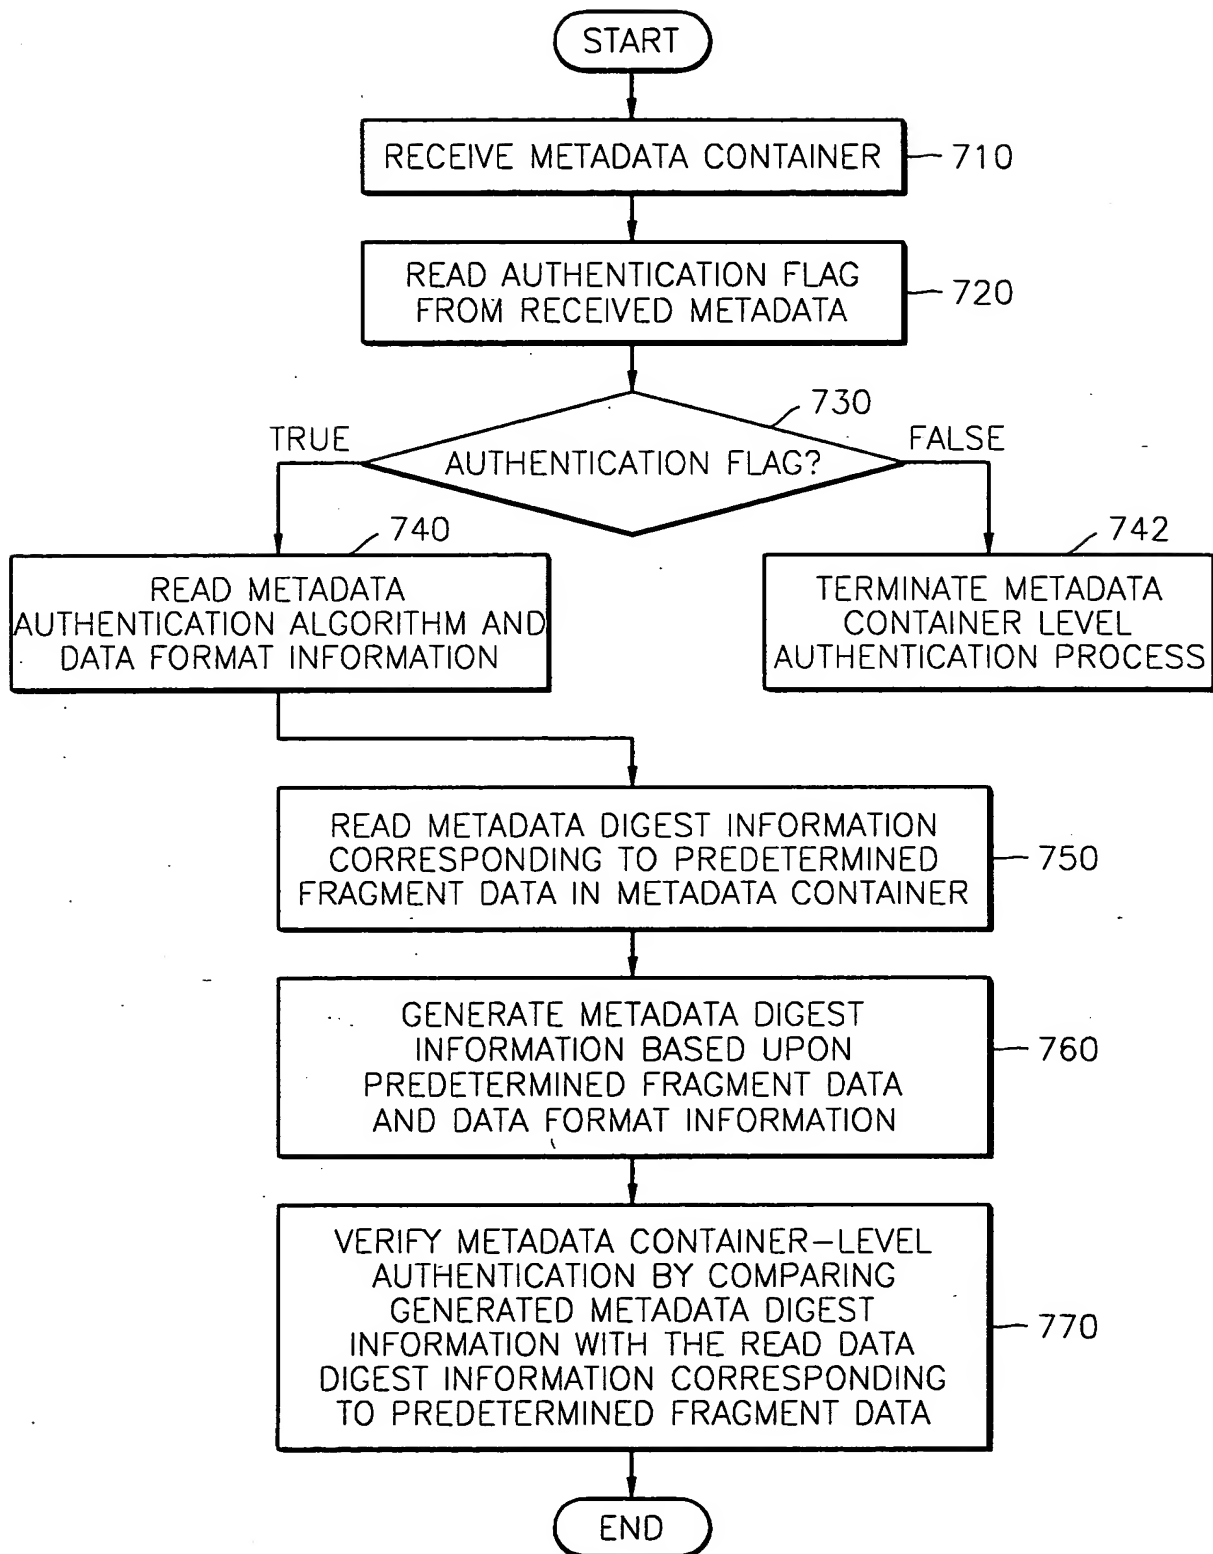 START
RECEIVE METADATA CONTAINER
710
READ AUTHENTICATION FLAG
FROM RECEIVED METADATA
720
730
TRUE
FALSE
AUTHENTICATION FLAG?
740
742
READ METADATA
AUTHENTICATION ALGORITHM AND
DATA FORMAT INFORMATION
TERMINATE METADATA
CONTAINER LEVEL
AUTHENTICATION PROCESS
READ METADATA DIGEST INFORMATION
CORRESPONDING TO PREDETERMINED
FRAGMENT DATA IN METADATA CONTAINER
750
GENERATE METADATA DIGEST
INFORMATION BASED UPON
PREDETERMINED FRAGMENT DATA
AND DATA FORMAT INFORMATION
760
VERIFY METADATA CONTAINER-LEVEL
AUTHENTICATION BY COMPARING
GENERATED METADATA DIGEST
INFORMATION WITH THE READ DATA
DIGEST INFORMATION CORRESPONDING
TO PREDETERMINED FRAGMENT DATA
770
END